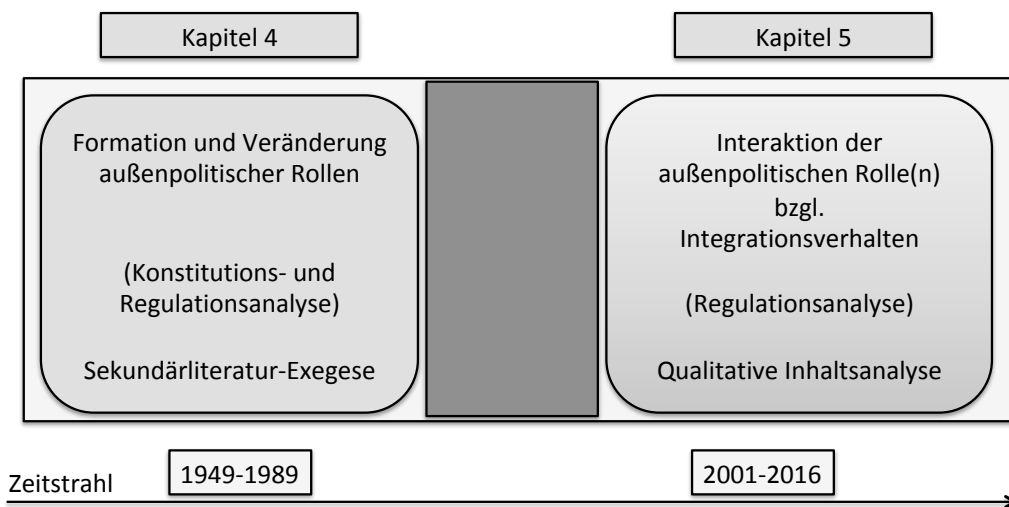 Kapitel 4
Kapitel 5
Formation und Veränderung
außenpolitischer Rollen
(Konstitutions- und
Regulationsanalyse)
Sekundärliteratur-Exegese
Interaktion der
außenpolitischen Rolle(n)
bzgl.
Integrationsverhalten
(Regulationsanalyse)
Qualitative Inhaltsanalyse
Zeitstrahl
1949-1989
2001-2016